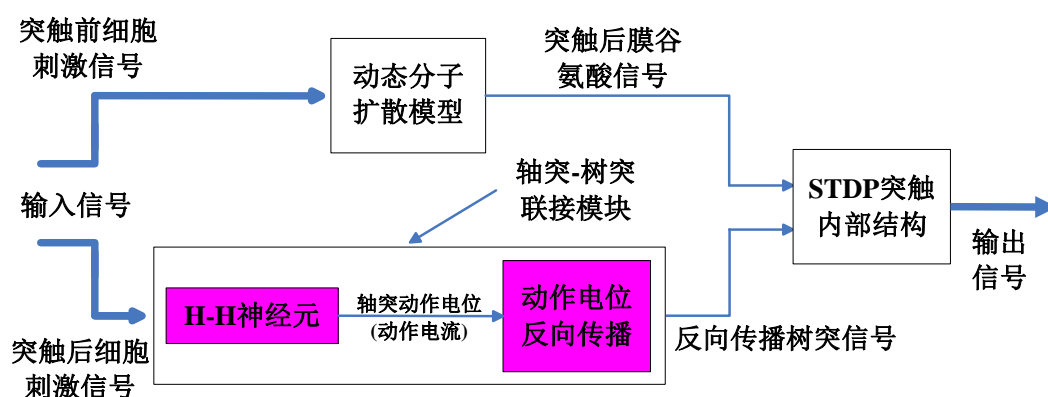 突触前细胞
刺激信号
动态分子
扩散模型
突触后膜谷
氨酸信号
轴突-树突
联接模块
STDP突触
内部结构
输入信号
输出
信号
H-H神经元
轴突动作电位
(动作电流)
动作电位
反向传播
反向传播树突信号
突触后细胞
刺激信号